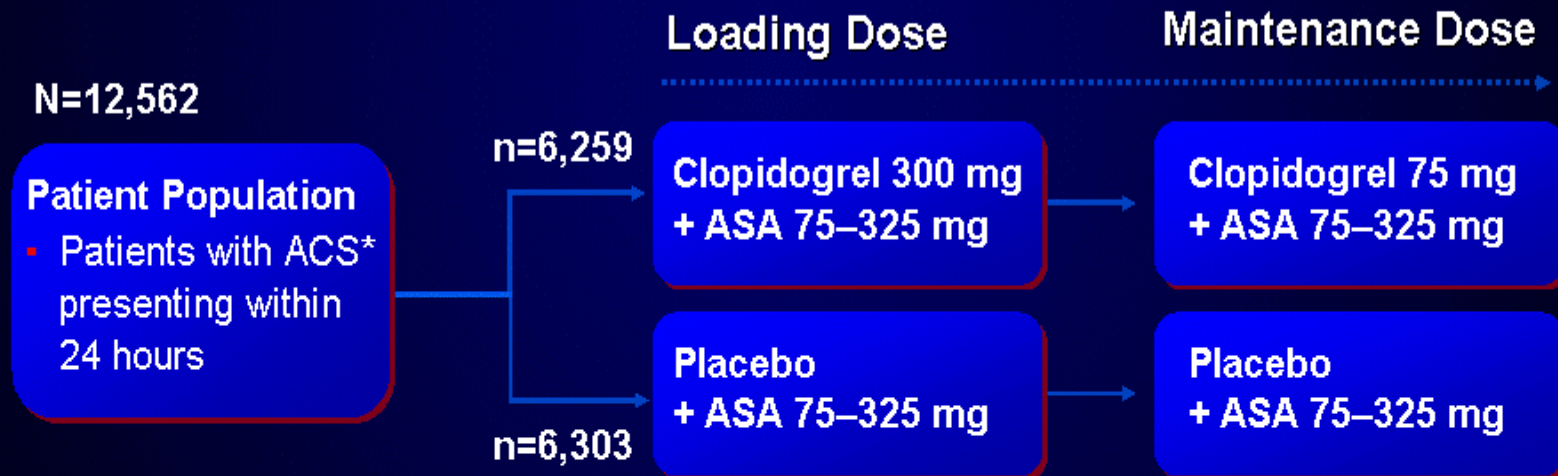 Loading Dose
Maintenance Dose
N=12,562
Patient Population
▪ Patients with ACS*
presenting within
24 hours
n=6,259
Clopidogrel 300 mg
+ ASA 75–325 mg
Clopidogrel 75 mg
+ ASA 75–325 mg
n=6,303
Placebo
+ ASA 75–325 mg
Placebo
+ ASA 75–325 mg